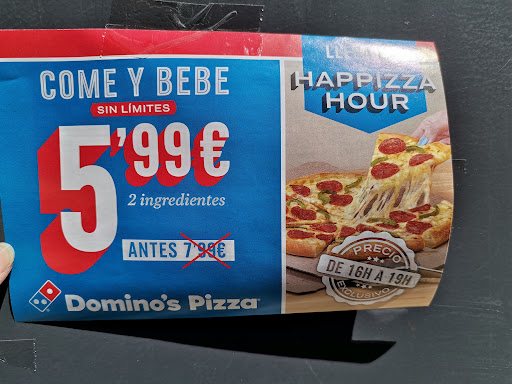 COME Y BEBE
SIN LÍMITES
5'99€
2 ingredientes
ANTES 7'99€
Domino's Pizza
HAPPIZZA
HOUR
PRECIO
DE 16H A 19H
EXCLUSIVO